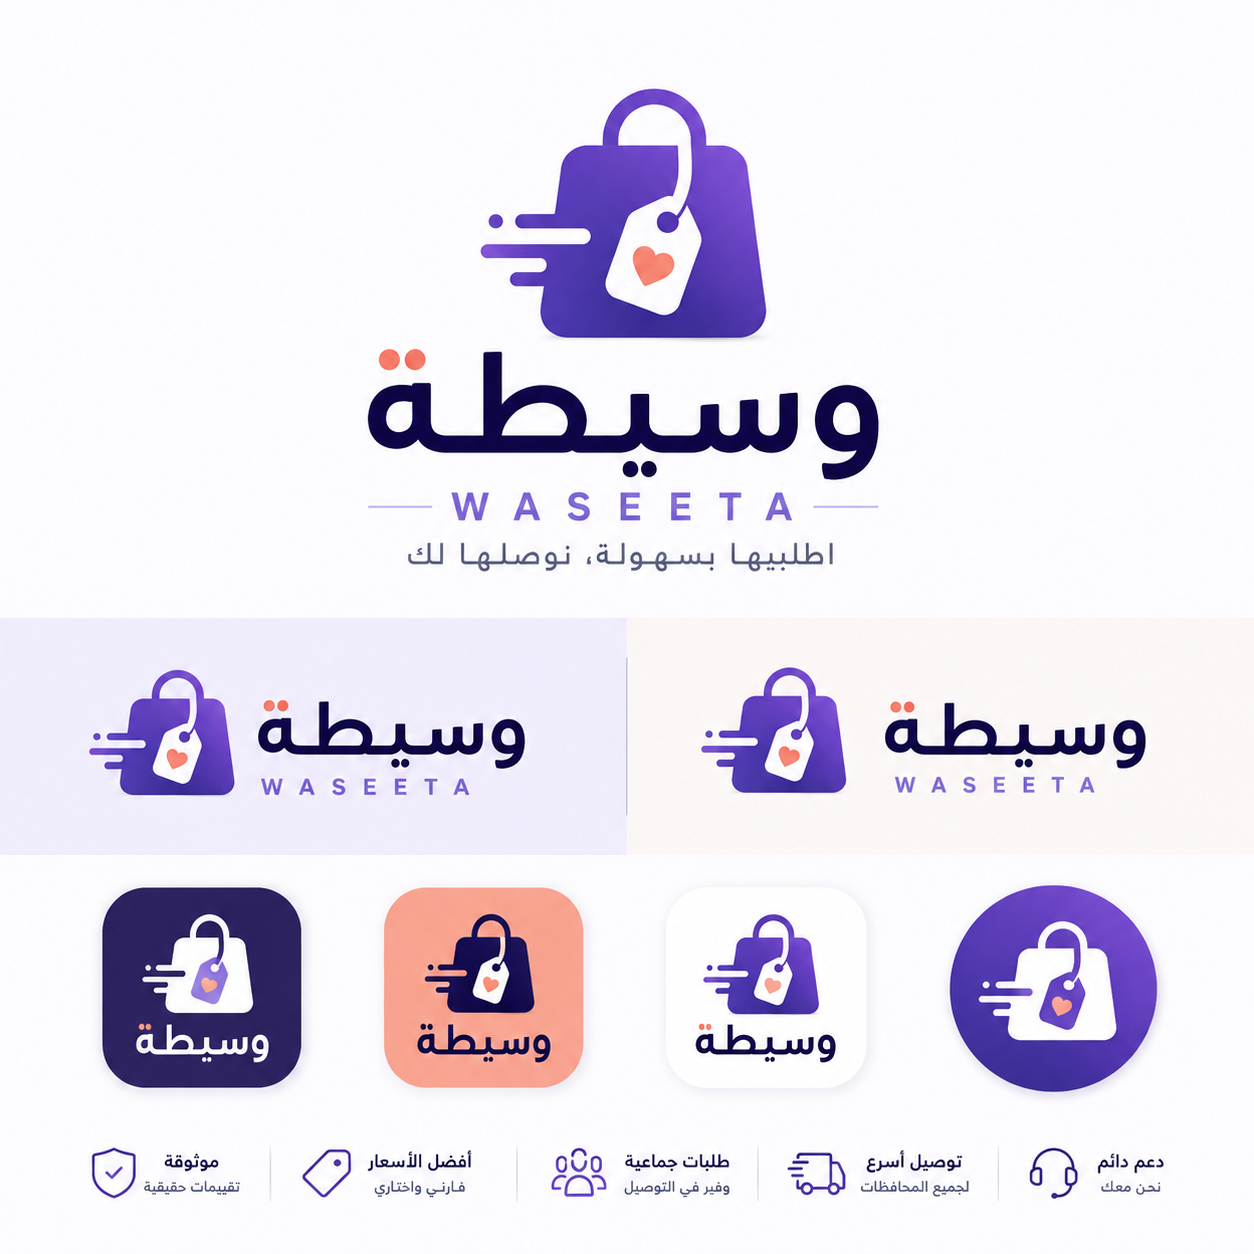 وسيطة
WASEETA
اطلبيها بسهولة، نوصلها لك
وسيطة
WASEETA
وسيطة
WASEETA
وسيطة
وسيطة
وسيطة
دعم دائم
نحن معك
توصيل أسرع
لجميع المحافظات
طلبات جماعية
وفير في التوصيل
أفضل الأسعار
قارني واختاري
موثوقة
تقييمات حقيقية